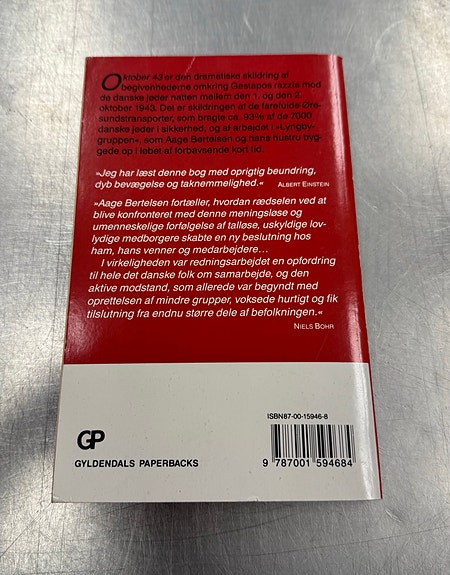 Oktober 43 er den dramatiske skildring af
begivenhederne omkring Gestapos razzia mod
de danske jøder natten mellem den 1. og den 2.
oktober 1943. Det er skildringen af de farefulde Øre-
sundstransporter, som bragte ca. 93% af de 7000
danske jøder i sikkerhed, og af arbejdet i »Lyngby-
gruppen«, som Aage Bertelsen og hans hustru byg-
gede op i løbet af forbavsende kort tid.
»Jeg har læst denne bog med oprigtig beundring,
dyb bevægelse og taknemmelighed.« ALBERT EINSTEIN
»Aage Bertelsen fortæller, hvordan rædselen ved at
blive konfronteret med denne meningsløse og
umenneskelige forfølgelse af talløse, uskyldige lov-
lydige medborgere skabte en ny beslutning hos
ham, hans venner og medarbejdere...
I virkeligheden var redningsarbejdet en opfordring
til hele det danske folk om samarbejde, og den
aktive modstand, som allerede var begyndt med
oprettelsen af mindre grupper, voksede hurtigt og fik
tilslutning fra endnu større dele af befolkningen.«
NIELS BOHR
ISBN87-00-15946-8
GP
GYLDENDALS PAPERBACKS
9 787001 594684